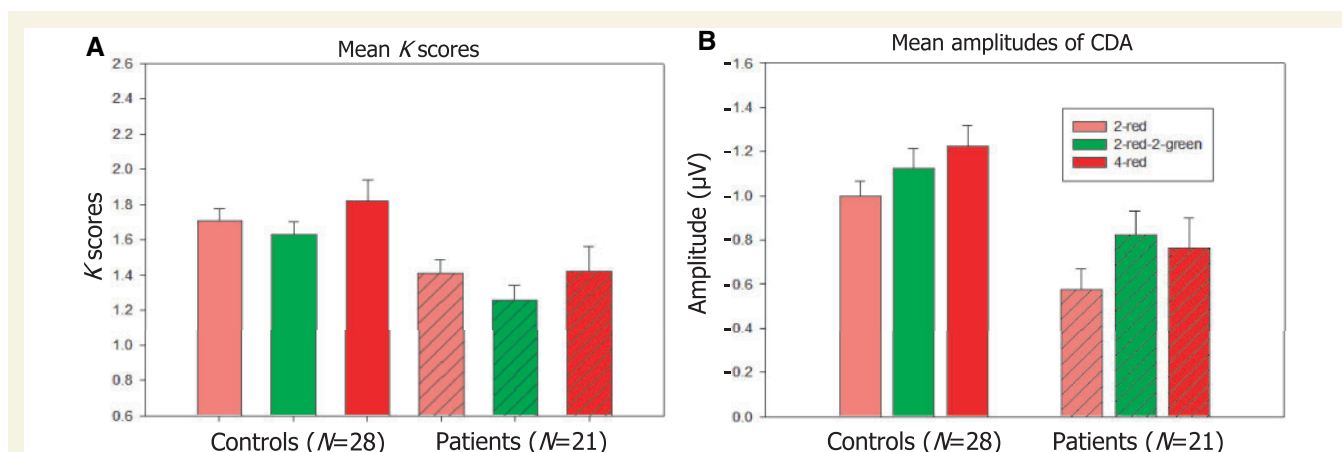 A
Mean K scores
2.6
2.4
2.2
2.0
1.8
1.6
1.4
1.2
1.0
0.8
0.6
K scores
Controls (N=28)
Patients (N=21)
B
Mean amplitudes of CDA
-1.6
-1.4
-1.2
-1.0
-0.8
-0.6
-0.4
-0.2
0.0
Amplitude (µV)
2-red
2-red-2-green
4-red
Controls (N=28)
Patients (N=21)